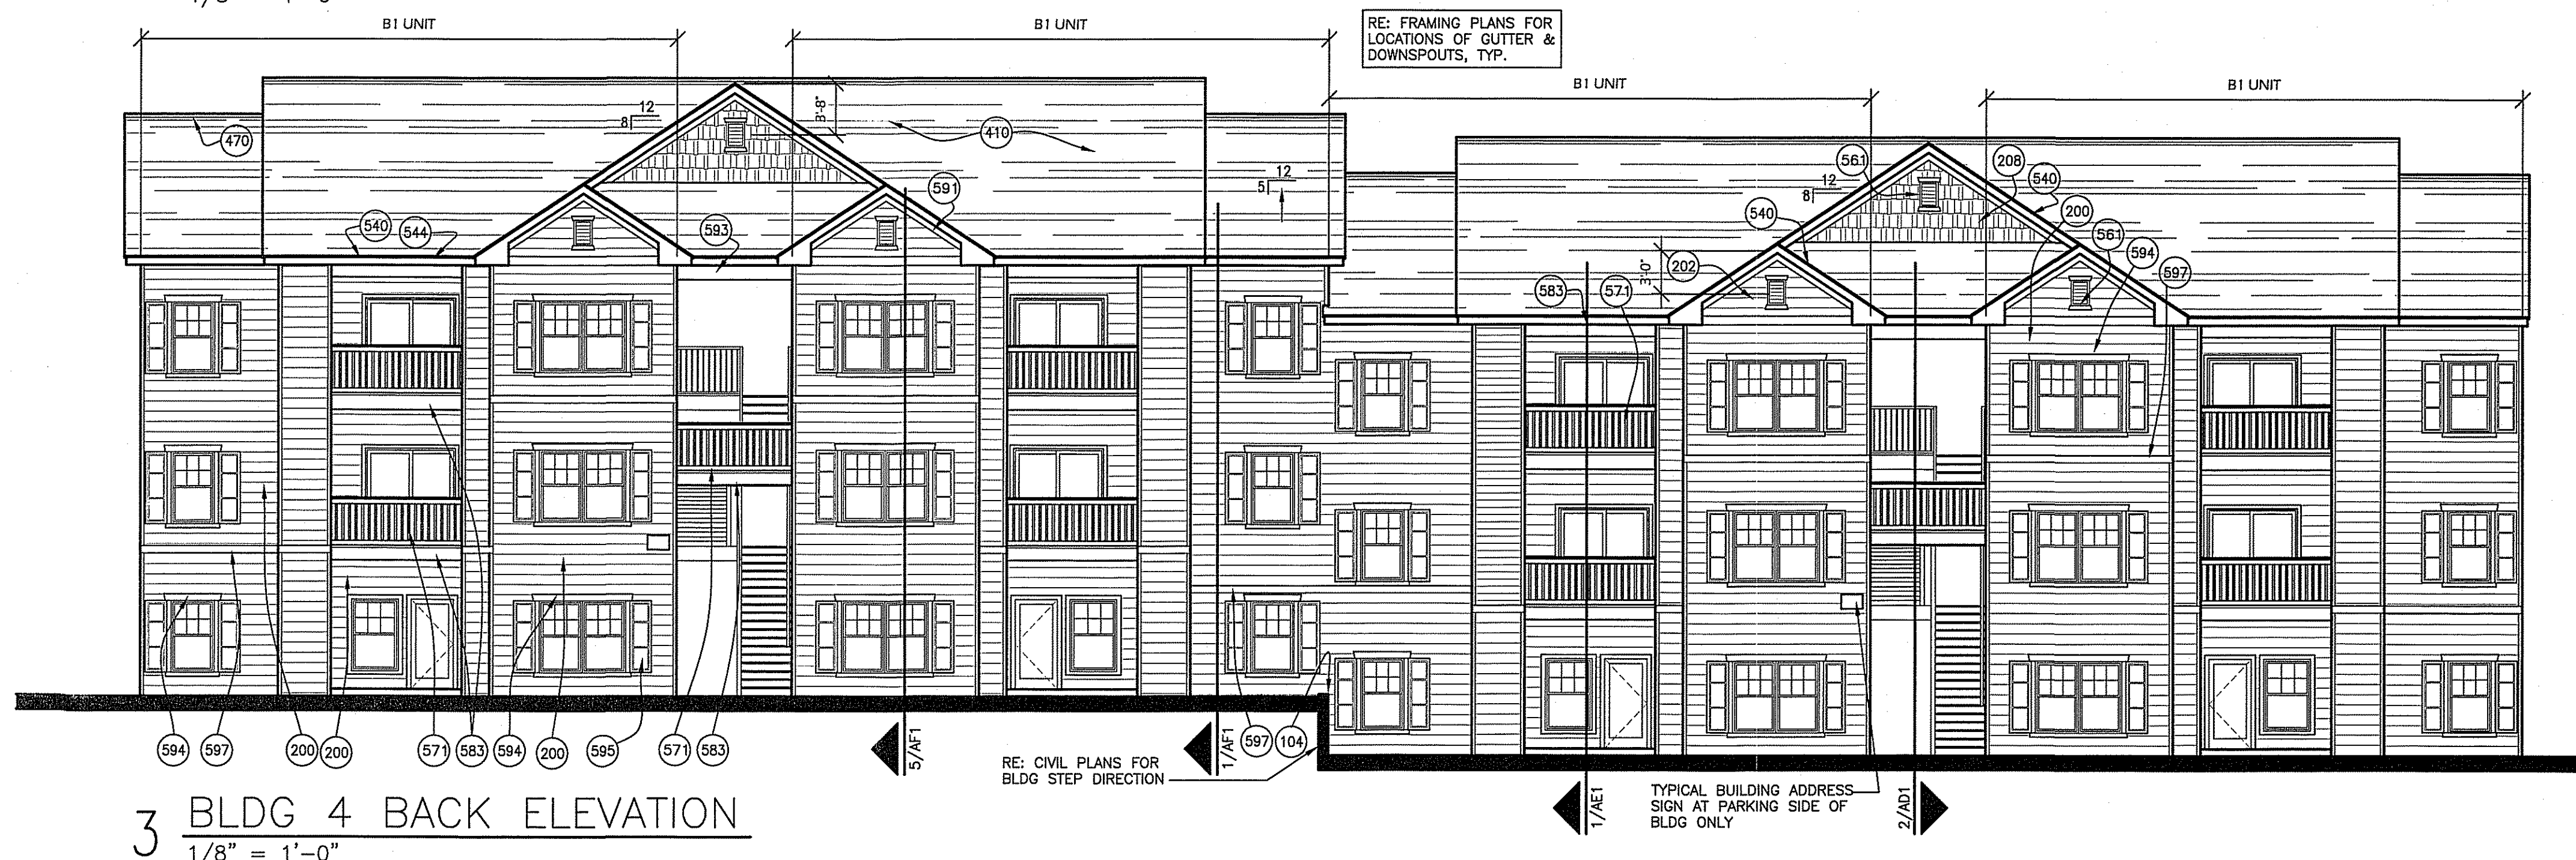 B1 UNIT
B1 UNIT
RE: FRAMING PLANS FOR
LOCATIONS OF GUTTER &
DOWNSPOUTS, TYP.
B1 UNIT
B1 UNIT
12
8
3'-8"
470
410
591
12
5
540
544
593
561
12
8
208
540
200
540
561
594
597
202
3'-0"
583
571
594
597
200
200
571
583
594
200
595
571
583
5/AF1
1/AF1
597
104
RE: CIVIL PLANS FOR
BLDG STEP DIRECTION
1/AE1
TYPICAL BUILDING ADDRESS
SIGN AT PARKING SIDE OF
BLDG ONLY
2/AD1
3
BLDG 4 BACK ELEVATION
1/8" = 1'-0"